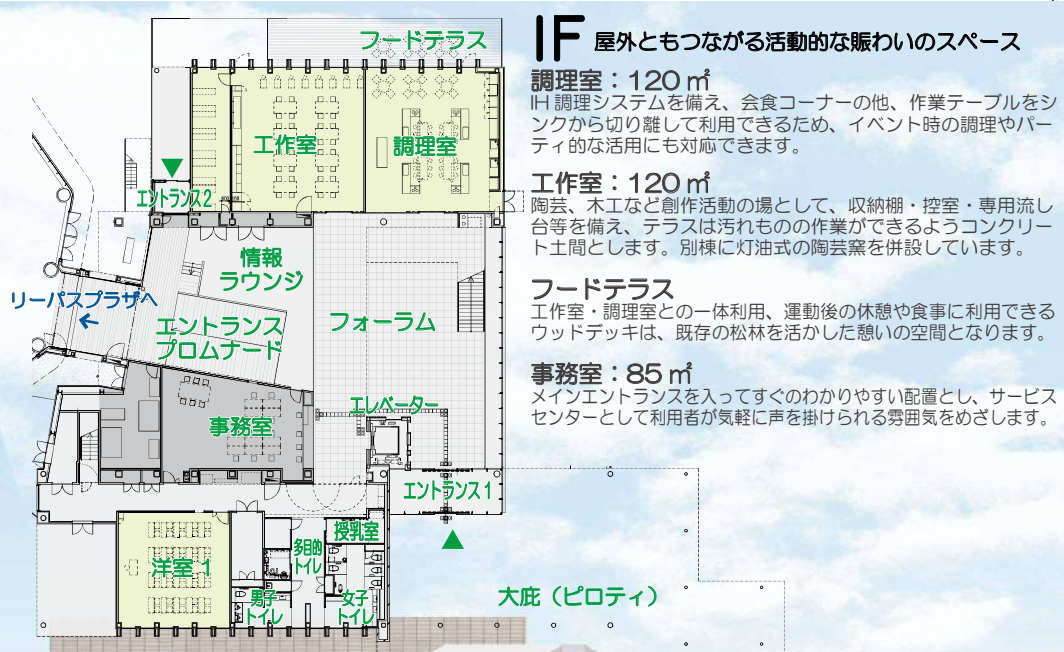 1F 屋外ともつながる活動的な賑わいのスペース
調理室：120㎡
IH調理システムを備え、会食コーナーの他、作業テーブルをシ
ンクから切り離して利用できるため、イベント時の調理やパー
ティ的な活用にも対応できます。
工作室：120㎡
陶芸、木工など創作活動の場として、収納棚・控室・専用流し
台等を備え、テラスは汚れものの作業ができるようコンクリー
ト土間とします。別棟に灯油式の陶芸窯を併設しています。
フードテラス
工作室・調理室との一体利用、運動後の休憩や食事に利用できる
ウッドデッキは、既存の松林を活かした憩いの空間となります。
事務室：85㎡
メインエントランスを入ってすぐのわかりやすい配置とし、サービス
センターとして利用者が気軽に声を掛けられる雰囲気をめざします。
フードテラス
工作室
調理室
エントランス2
情報
ラウンジ
リーパスプラザへ
エントランス
プロムナード
フォーラム
エレベーター
事務室
エントランス1
授乳室
多目的
トイレ
洋室1
男子
トイレ
女子
トイレ
大庇（ピロティ）